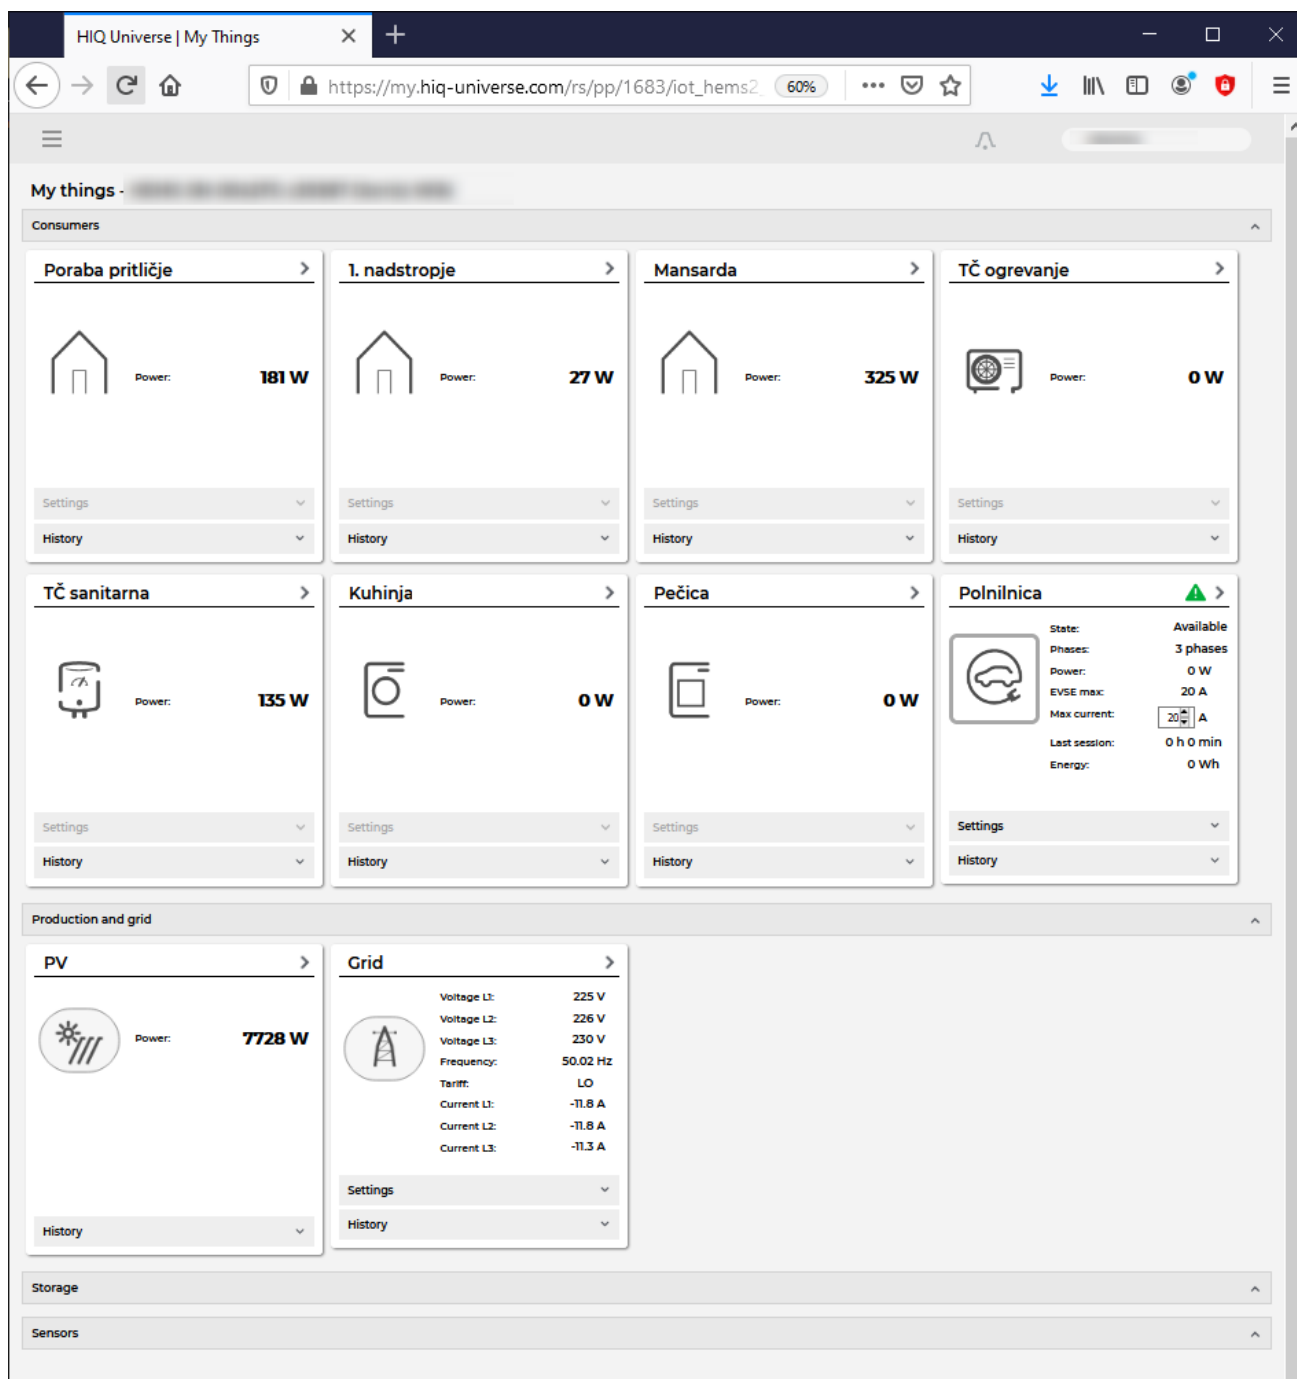 HIQ Universe | My Things
https://my.hiq-universe.com/rs/pp/1683/iot_hems2_ 60%
My things -
Consumers
Poraba pritličje
Power: 181 W
Settings
History
1. nadstropje
Power: 27 W
Settings
History
Mansarda
Power: 325 W
Settings
History
TČ ogrevanje
Power: 0 W
Settings
History
TČ sanitarna
Power: 135 W
Settings
History
Kuhinja
Power: 0 W
Settings
History
Pečica
Power: 0 W
Settings
History
Polnilnica
State: Available
Phases: 3 phases
Power: 0 W
EVSE max: 20 A
Max current: 20 A
Last session: 0 h 0 min
Energy: 0 Wh
Settings
History
Production and grid
PV
Power: 7728 W
History
Grid
Voltage L1: 225 V
Voltage L2: 226 V
Voltage L3: 230 V
Frequency: 50.02 Hz
Tariff: LO
Current L1: -11.8 A
Current L2: -11.8 A
Current L3: -11.3 A
Settings
History
Storage
Sensors